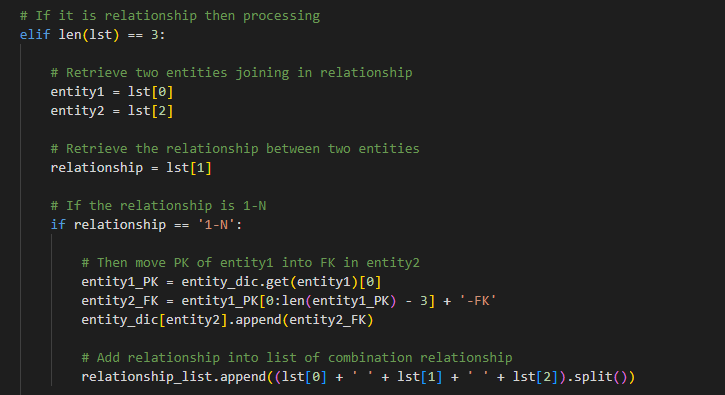 # If it is relationship then processing
elif len(lst) == 3:
# Retrieve two entities joining in relationship
entity1 = lst[0]
entity2 = lst[2]
# Retrieve the relationship between two entities
relationship = lst[1]
# If the relationship is 1-N
if relationship == '1-N':
# Then move PK of entity1 into FK in entity2
entity1_PK = entity_dic.get(entity1)[0]
entity2_FK = entity1_PK[0:len(entity1_PK) - 3] + '-FK'
entity_dic[entity2].append(entity2_FK)
# Add relationship into list of combination relationship
relationship_list.append((lst[0] + ' ' + lst[1] + ' ' + lst[2]).split())